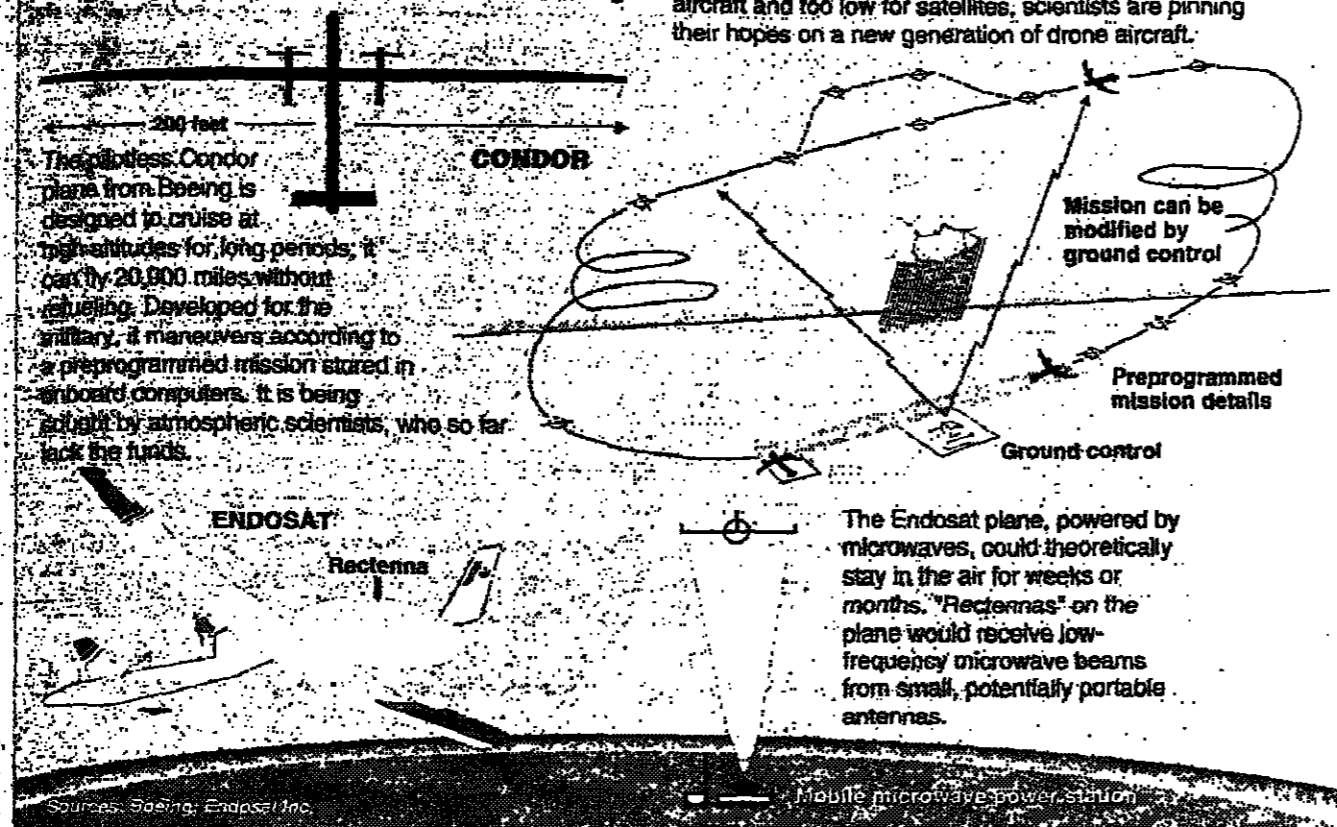 aircraft and too low for satellites, scientists are pinning
their hopes on a new generation of drone aircraft.
200 feet
CONDOR
The pilotless Condor
plane from Boeing is
designed to cruise at
high altitudes for long periods; it
can fly 20,000 miles without
refueling. Developed for the
military, it maneuvers according to
a preprogrammed mission stored in
onboard computers. It is being
sought by atmospheric scientists, who so far
lack the funds.
Mission can be
modified by
ground control
Preprogrammed
mission details
Ground control
ENDOSAT
Rectenna
The Endosat plane, powered by
microwaves, could theoretically
stay in the air for weeks or
months. "Rectennas" on the
plane would receive low-
frequency microwave beams
from small, potentially portable
antennas.
Mobile microwave power station
Sources: Boeing; Endosat Inc.